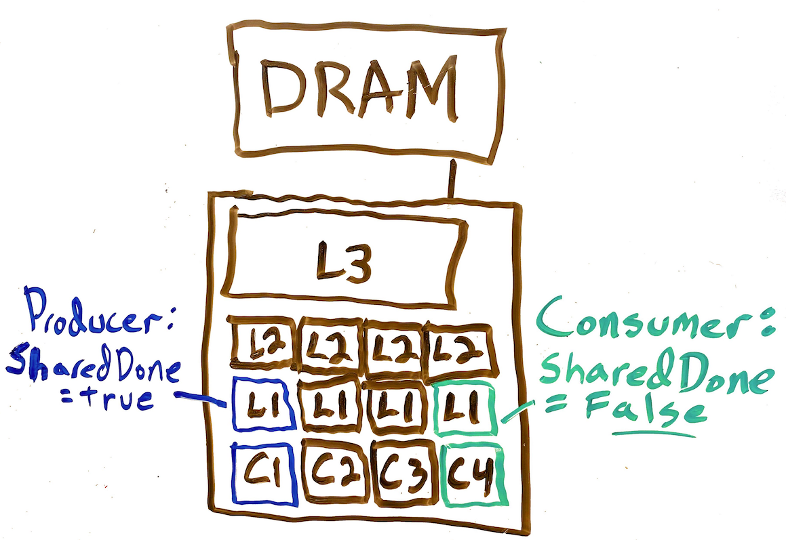 DRAM
L3
Producer:
SharedDone
=true
L2 L2 L2 L2
L1 L1 L1 L1
C1 C2 C3 C4
Consumer:
SharedDone
= False